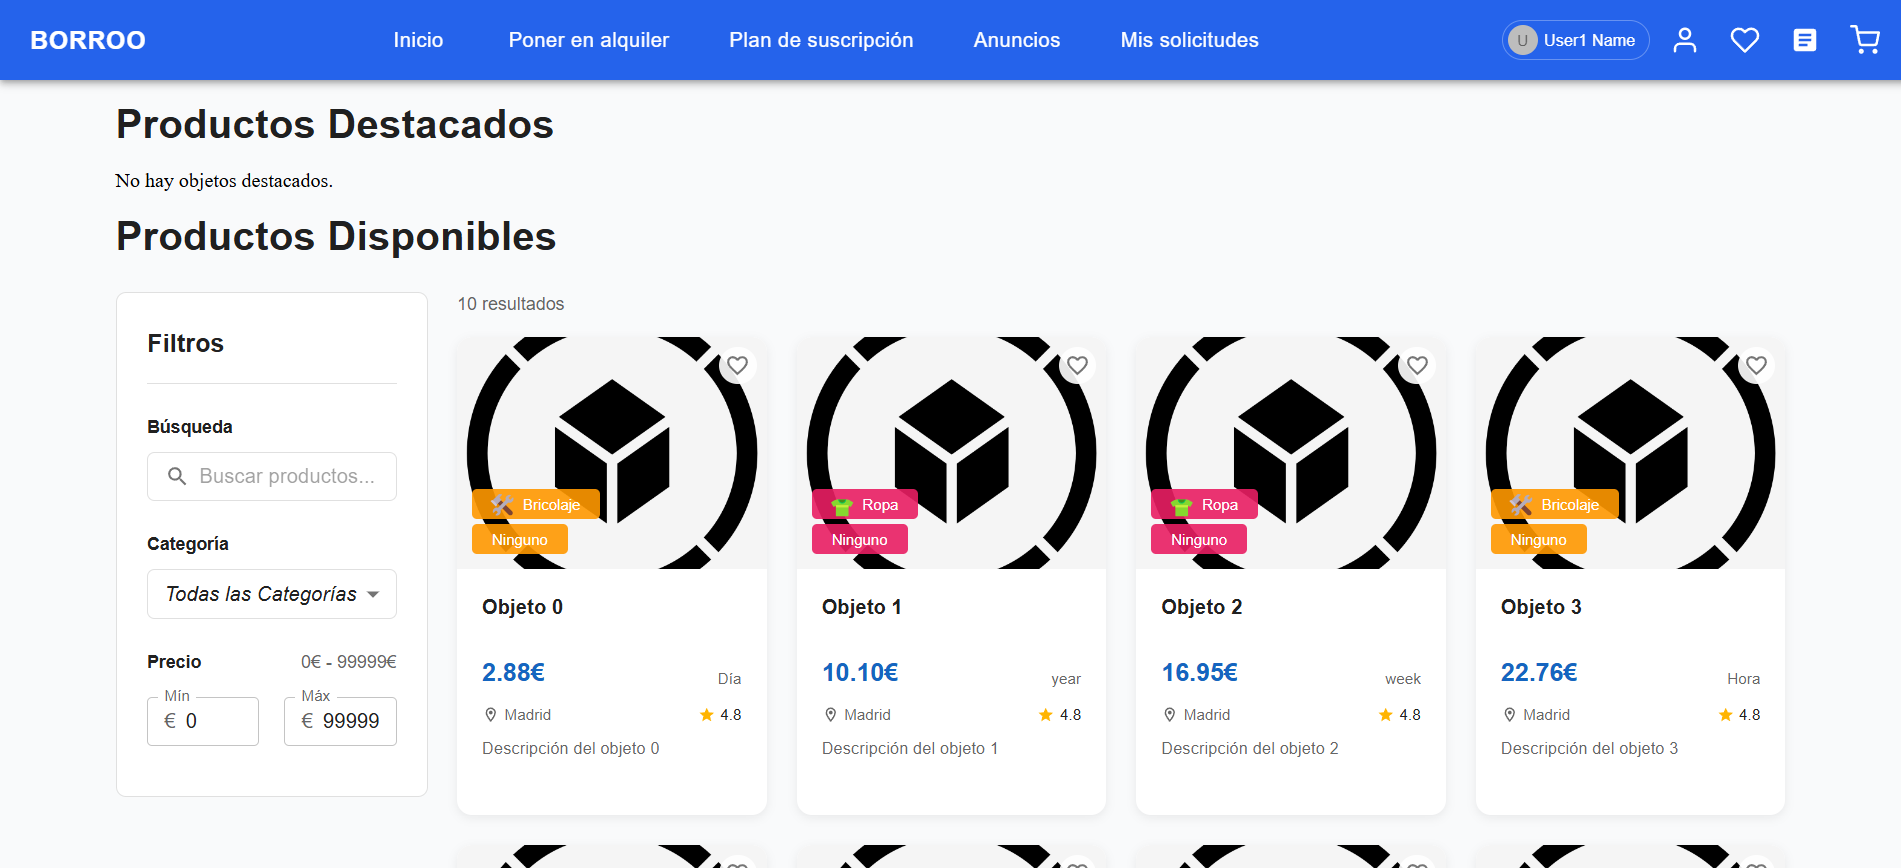 BORROO
Inicio
Poner en alquiler
Plan de suscripción
Anuncios
Mis solicitudes
U
User1 Name
Productos Destacados
No hay objetos destacados.
Productos Disponibles
Filtros
Búsqueda
Buscar productos...
Categoría
Todas las Categorías
Precio
0€ - 99999€
Mín
€ 0
Máx
€ 99999
10 resultados
Bricolaje
Ninguno
Objeto 0
2.88€
Día
Madrid
4.8
Descripción del objeto 0
Ropa
Ninguno
Objeto 1
10.10€
year
Madrid
4.8
Descripción del objeto 1
Ropa
Ninguno
Objeto 2
16.95€
week
Madrid
4.8
Descripción del objeto 2
Bricolaje
Ninguno
Objeto 3
22.76€
Hora
Madrid
4.8
Descripción del objeto 3